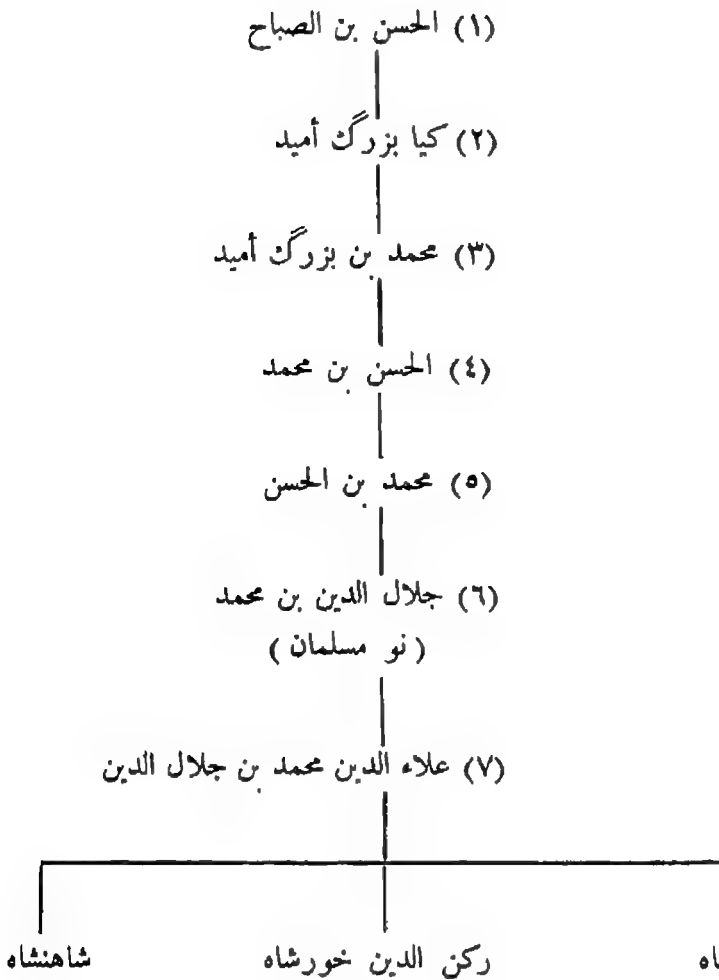 (١) الحسن بن الصباح
(٢) كيا بزرگ أميد
(٣) محمد بن بزرگ أميد
(٤) الحسن بن محمد
(٥) محمد بن الحسن
(٦) جلال الدين بن محمد
( نو مسلمان )
(٧) علاء الدين محمد بن جلال الدين
ركن الدين خورشاه شاهنشاه